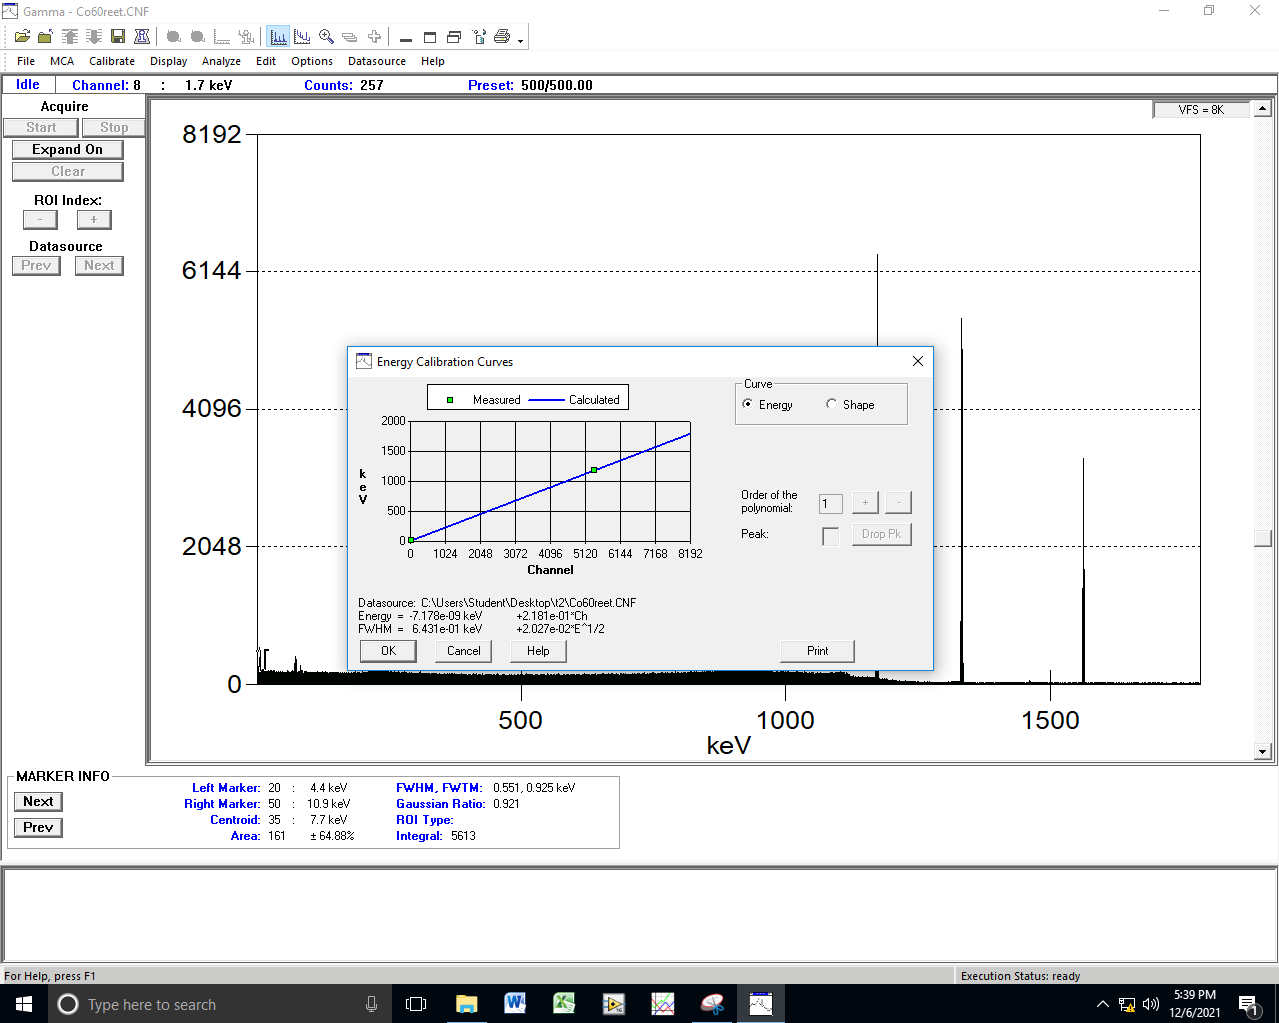 Gamma - Co60reet.CNF
File MCA Calibrate Display Analyze Edit Options Datasource Help
Idle Channel: 8 : 1.7 keV Counts: 257 Preset: 500/500.00
Acquire
Start Stop
Expand On
Clear
ROI Index:
- +
Datasource
Prev Next
VFS = 8K
8192
6144
4096
2048
0
500 1000 1500
keV
Energy Calibration Curves
Measured Calculated
2000
1500
1000
500
0
keV
0 1024 2048 3072 4096 5120 6144 7168 8192
Channel
Curve
Energy Shape
Order of the
polynomial: 1 + -
Peak: Drop Pk
Datasource: C:\Users\Student\Desktop\t2\Co60reet.CNF
Energy = -7.178e-09 keV +2.181e-01*Ch
FWHM = 6.431e-01 keV +2.027e-02*E^1/2
OK Cancel Help Print
MARKER INFO
Next
Prev
Left Marker: 20 : 4.4 keV FWHM, FWTM: 0.551, 0.925 keV
Right Marker: 50 : 10.9 keV Gaussian Ratio: 0.921
Centroid: 35 : 7.7 keV ROI Type:
Area: 161 ± 64.88% Integral: 5613
For Help, press F1 Execution Status: ready
Type here to search
5:39 PM
12/6/2021
1